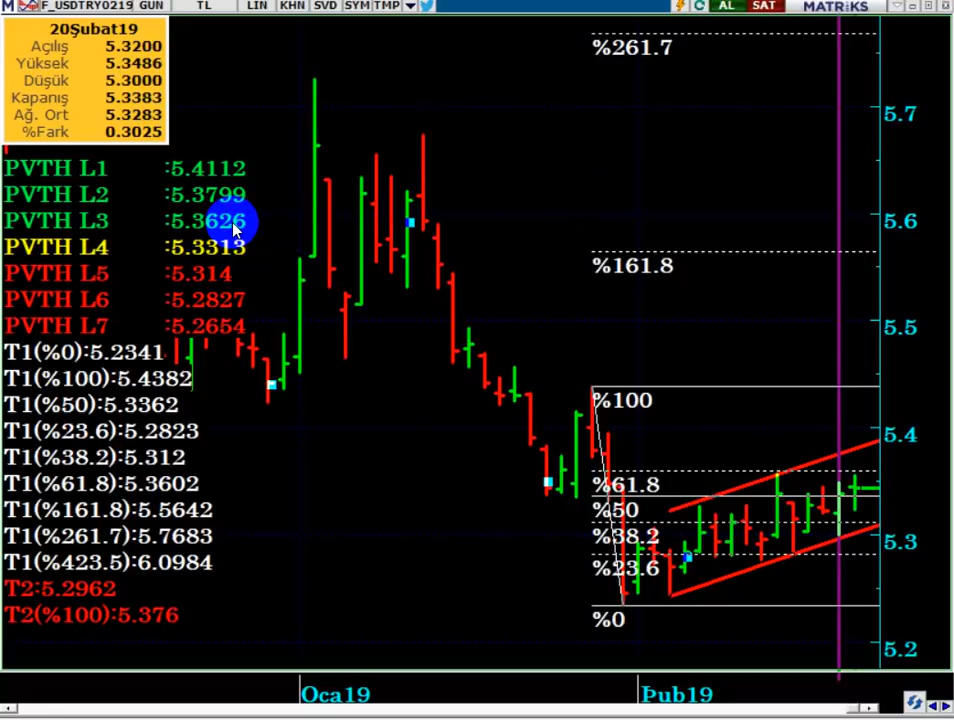 M F_USDTRY0219 GUN TL LIN KHN SVD SYM TMP AL SAT MATRiKS
20Şubat19
Açılış 5.3200
Yüksek 5.3486
Düşük 5.3000
Kapanış 5.3383
Ağ. Ort 5.3283
%Fark 0.3025
PVTH L1 :5.4112
PVTH L2 :5.3799
PVTH L3 :5.3626
PVTH L4 :5.3313
PVTH L5 :5.314
PVTH L6 :5.2827
PVTH L7 :5.2654
T1(%0):5.2341
T1(%100):5.4382
T1(%50):5.3362
T1(%23.6):5.2823
T1(%38.2):5.312
T1(%61.8):5.3602
T1(%161.8):5.5642
T1(%261.7):5.7683
T1(%423.5):6.0984
T2:5.2962
T2(%100):5.376
%261.7
%161.8
%100
%61.8
%50
%38.2
%23.6
%0
5.7
5.6
5.5
5.4
5.3
5.2
Oca19 Þub19